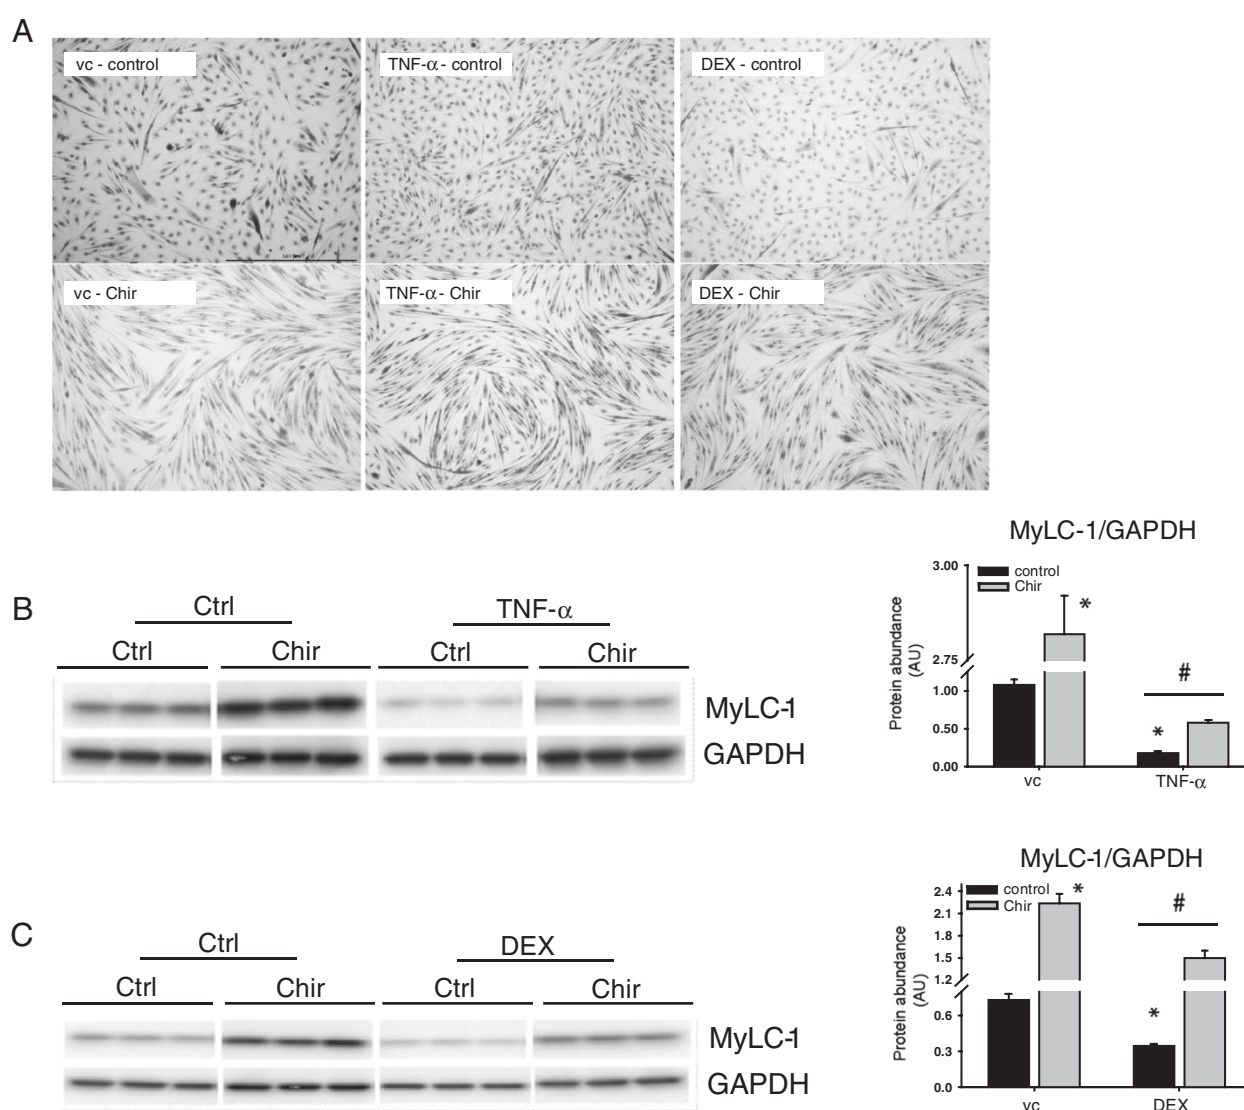 A
vc - control
TNF-α - control
DEX - control
vc - Chir
TNF-α - Chir
DEX - Chir
B
Ctrl
TNF-α
Ctrl
Chir
Ctrl
Chir
MyLC-1
GAPDH
MyLC-1/GAPDH
Protein abundance
(AU)
3.00
2.75
1.00
0.50
0.00
control
Chir
*
#
*
vc
TNF-α
C
Ctrl
DEX
Ctrl
Chir
Ctrl
Chir
MyLC-1
GAPDH
MyLC-1/GAPDH
Protein abundance
(AU)
2.4
2.1
1.8
1.5
1.2
0.6
0.3
0.0
control
Chir
*
#
*
vc
DEX